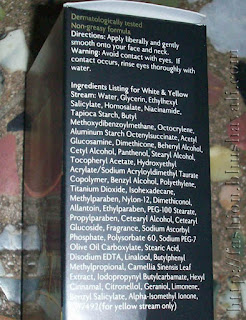 Dermatologically tested
Non-greasy formula
Directions: Apply liberally and gently
smooth onto your face and neck.
Warning: Avoid contact with eyes. If
contact occurs, rinse eyes thoroughly with
water.
Ingredients Listing for White & Yellow
Stream: Water, Glycerin, Ethylhexyl
Salicylate, Homosalate, Niacinamide,
Tapioca Starch, Butyl
Methoxydibenzoylmethane, Octocrylene,
Aluminum Starch Octenylsuccinate, Acetyl
Glucosamine, Dimethicone, Behenyl Alcohol,
Cetyl Alcohol, Panthenol, Stearyl Alcohol,
Tocopheryl Acetate, Hydroxyethyl
Acrylate/Sodium Acryloyldimethyl Taurate
Copolymer, Benzyl Alcohol, Polyethylene,
Titanium Dioxide, Isohexadecane,
Methylparaben, Nylon-12, Dimethiconol,
Allantoin, Ethylparaben, PEG-100 Stearate,
Propylparaben, Cetearyl Alcohol, Cetearyl
Glucoside, Fragrance, Sodium Ascorbyl
Phosphate, Polysorbate 60, Sodium PEG-7
Olive Oil Carboxylate, Stearic Acid,
Disodium EDTA, Linalool, Butylphenyl
Methylpropional, Camellia Sinensis Leaf
Extract, Iodopropynyl Butylcarbamate, Hexyl
Cinnamal, Citronellol, Geraniol, Limonene,
Benzyl Salicylate, Alpha-Isomethyl Ionone,
(for yellow stream only)